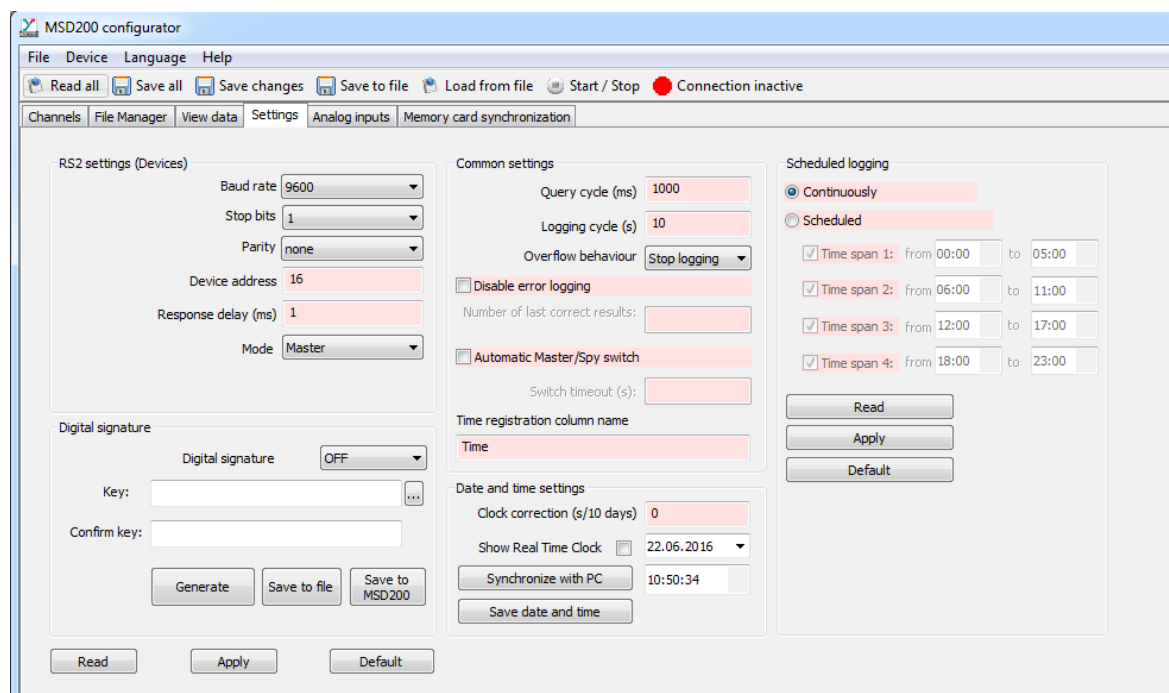 MSD200 configurator
File Device Language Help
Read all Save all Save changes Save to file Load from file Start / Stop Connection inactive
Channels File Manager View data Settings Analog inputs Memory card synchronization
RS2 settings (Devices)
Baud rate 9600
Stop bits 1
Parity none
Device address 16
Response delay (ms) 1
Mode Master
Digital signature
Digital signature OFF
Key: ...
Confirm key:
Generate Save to file Save to MSD200
Read Apply Default
Common settings
Query cycle (ms) 1000
Logging cycle (s) 10
Overflow behaviour Stop logging
Disable error logging
Number of last correct results:
Automatic Master/Spy switch
Switch timeout (s):
Time registration column name
Time
Date and time settings
Clock correction (s/10 days) 0
Show Real Time Clock 22.06.2016
Synchronize with PC 10:50:34
Save date and time
Scheduled logging
Continuously
Scheduled
Time span 1: from 00:00 to 05:00
Time span 2: from 06:00 to 11:00
Time span 3: from 12:00 to 17:00
Time span 4: from 18:00 to 23:00
Read
Apply
Default